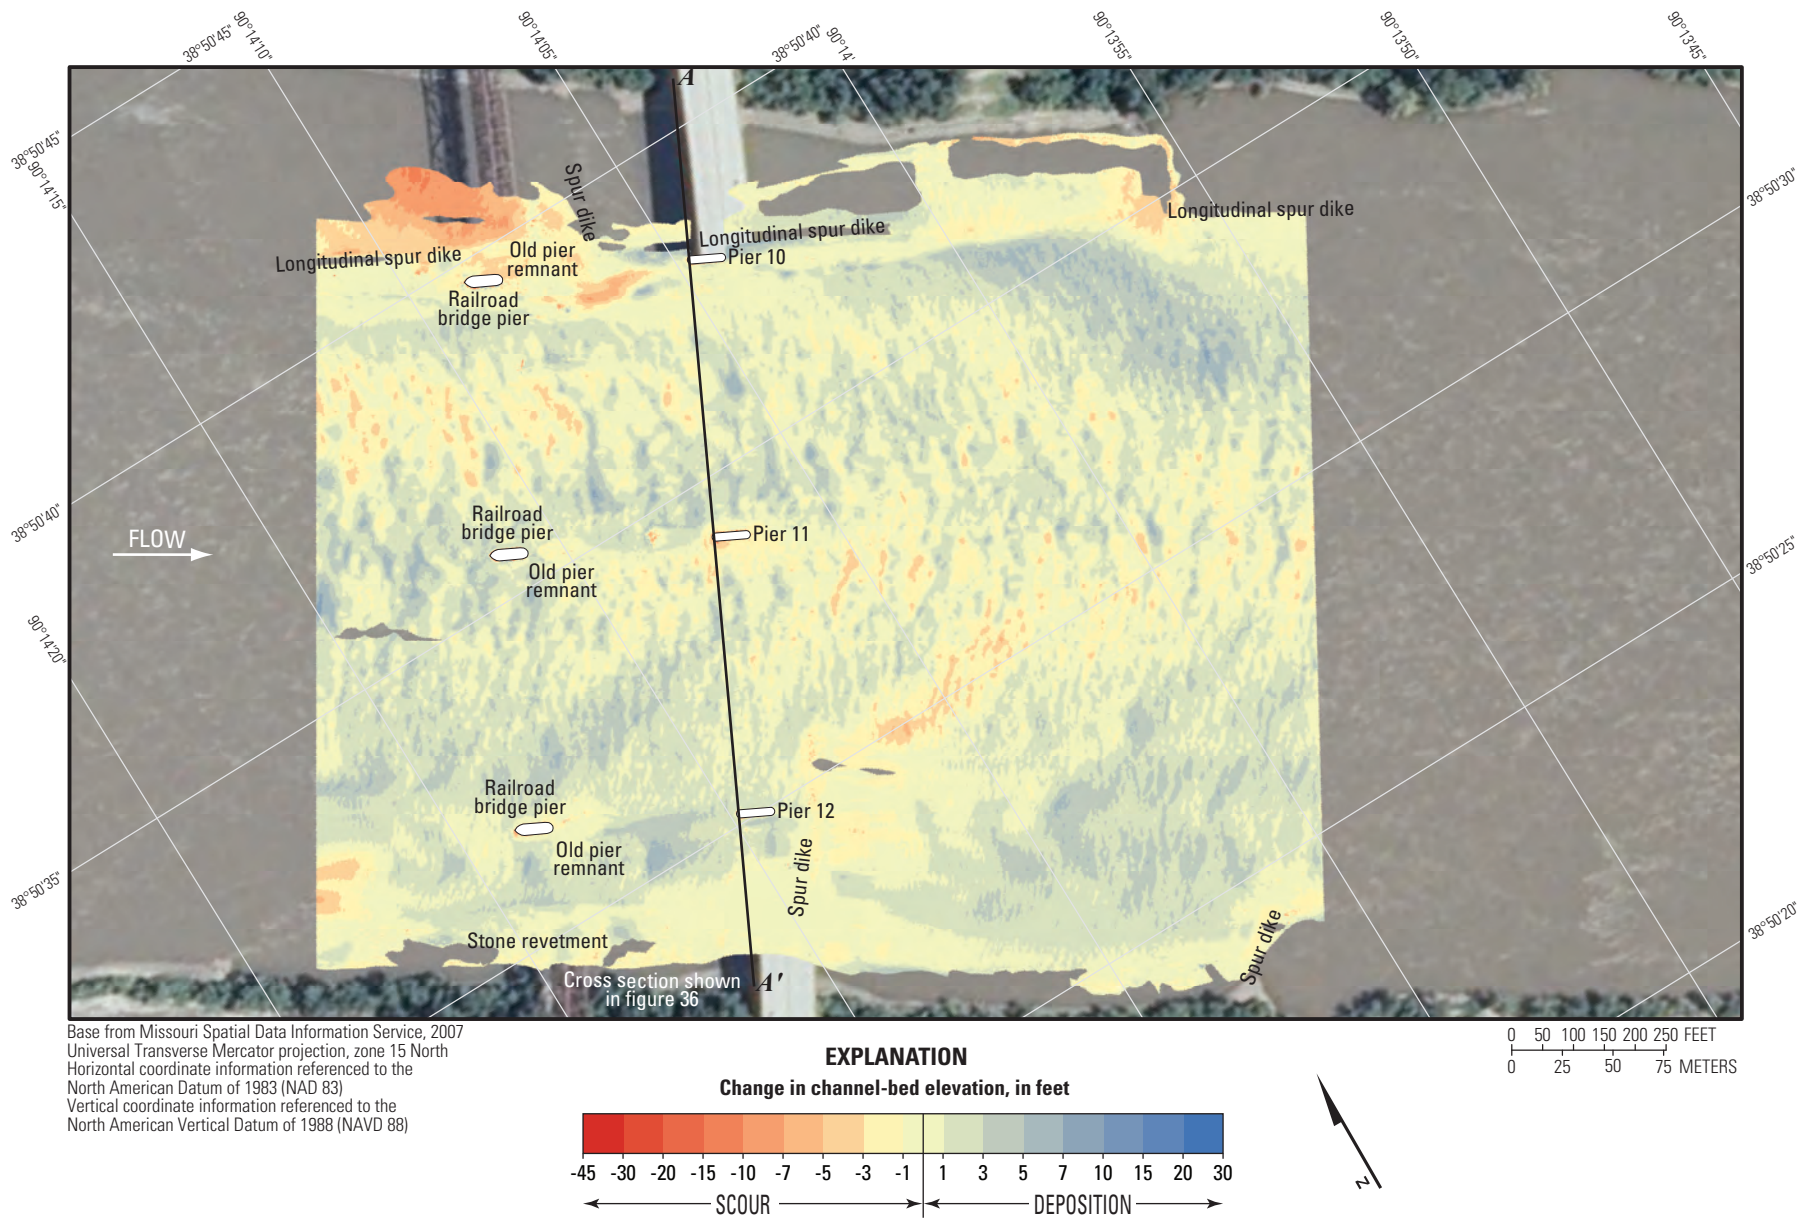 90°14'10"
90°14'05"
90°14'
90°13'55"
90°13'50"
90°13'45"
38°50'45"
38°50'40"
A
38°50'45"
90°14'15"
38°50'30"
Spur dike
Longitudinal spur dike
Longitudinal spur dike
Longitudinal spur dike
Old pier
remnant
Pier 10
Railroad
bridge pier
38°50'40"
FLOW
Railroad
bridge pier
Pier 11
Old pier
remnant
38°50'25"
90°14'20"
Railroad
bridge pier
Pier 12
Old pier
remnant
Spur dike
38°50'35"
38°50'20"
Stone revetment
Spur dike
Cross section shown
in figure 36
A'
Base from Missouri Spatial Data Information Service, 2007
Universal Transverse Mercator projection, zone 15 North
Horizontal coordinate information referenced to the
North American Datum of 1983 (NAD 83)
Vertical coordinate information referenced to the
North American Vertical Datum of 1988 (NAVD 88)
0 50 100 150 200 250 FEET
0 25 50 75 METERS
N
EXPLANATION
Change in channel-bed elevation, in feet
-45 -30 -20 -15 -10 -7 -5 -3 -1 1 3 5 7 10 15 20 30
SCOUR DEPOSITION